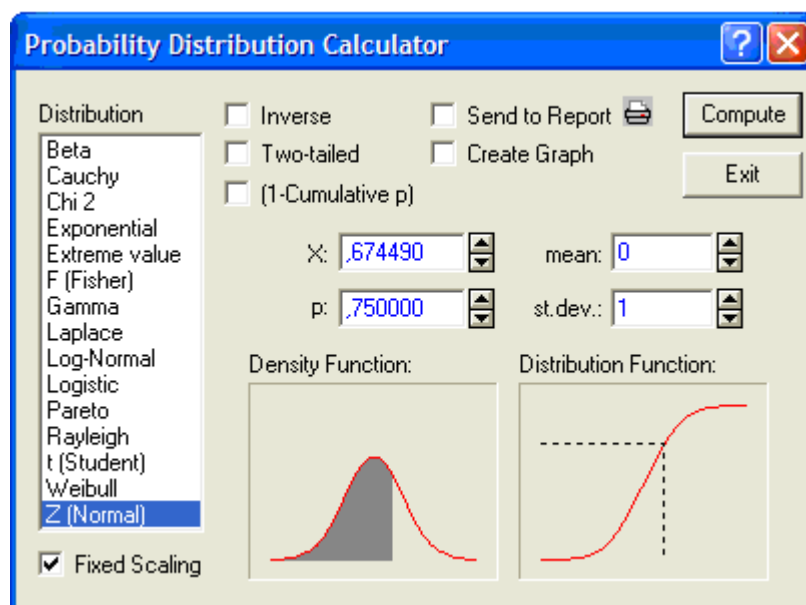 Probability Distribution Calculator
Distribution
Beta
Cauchy
Chi 2
Exponential
Extreme value
F (Fisher)
Gamma
Laplace
Log-Normal
Logistic
Pareto
Rayleigh
t (Student)
Weibull
Z (Normal)
Fixed Scaling
Inverse
Two-tailed
(1-Cumulative p)
Send to Report
Create Graph
Compute
Exit
X: ,674490
mean: 0
p: ,750000
st.dev.: 1
Density Function:
Distribution Function: